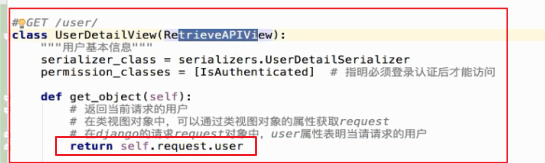 # GET /user/
class UserDetailView(RetrieveAPIView):
"""用户基本信息"""
serializer_class = serializers.UserDetailSerializer
permission_classes = [IsAuthenticated]  # 指明必须登录认证后才能访问
def get_object(self):
# 返回当前请求的用户
# 在类视图对象中，可以通过类视图对象的属性获取request
# 在django的请求request对象中，user属性表明当请请求的用户
return self.request.user